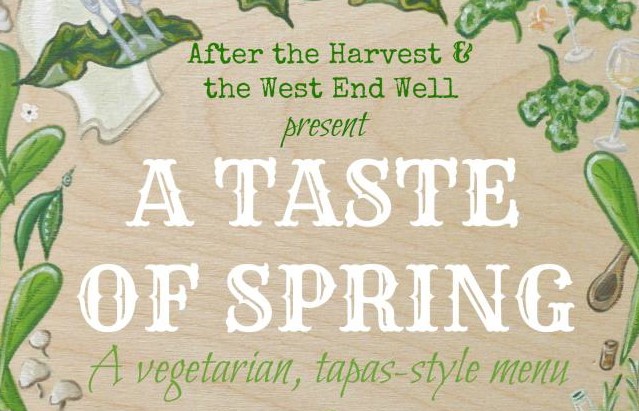 After the Harvest &
the West End Well
present
A TASTE
OF SPRING
A vegetarian, tapas-style menu